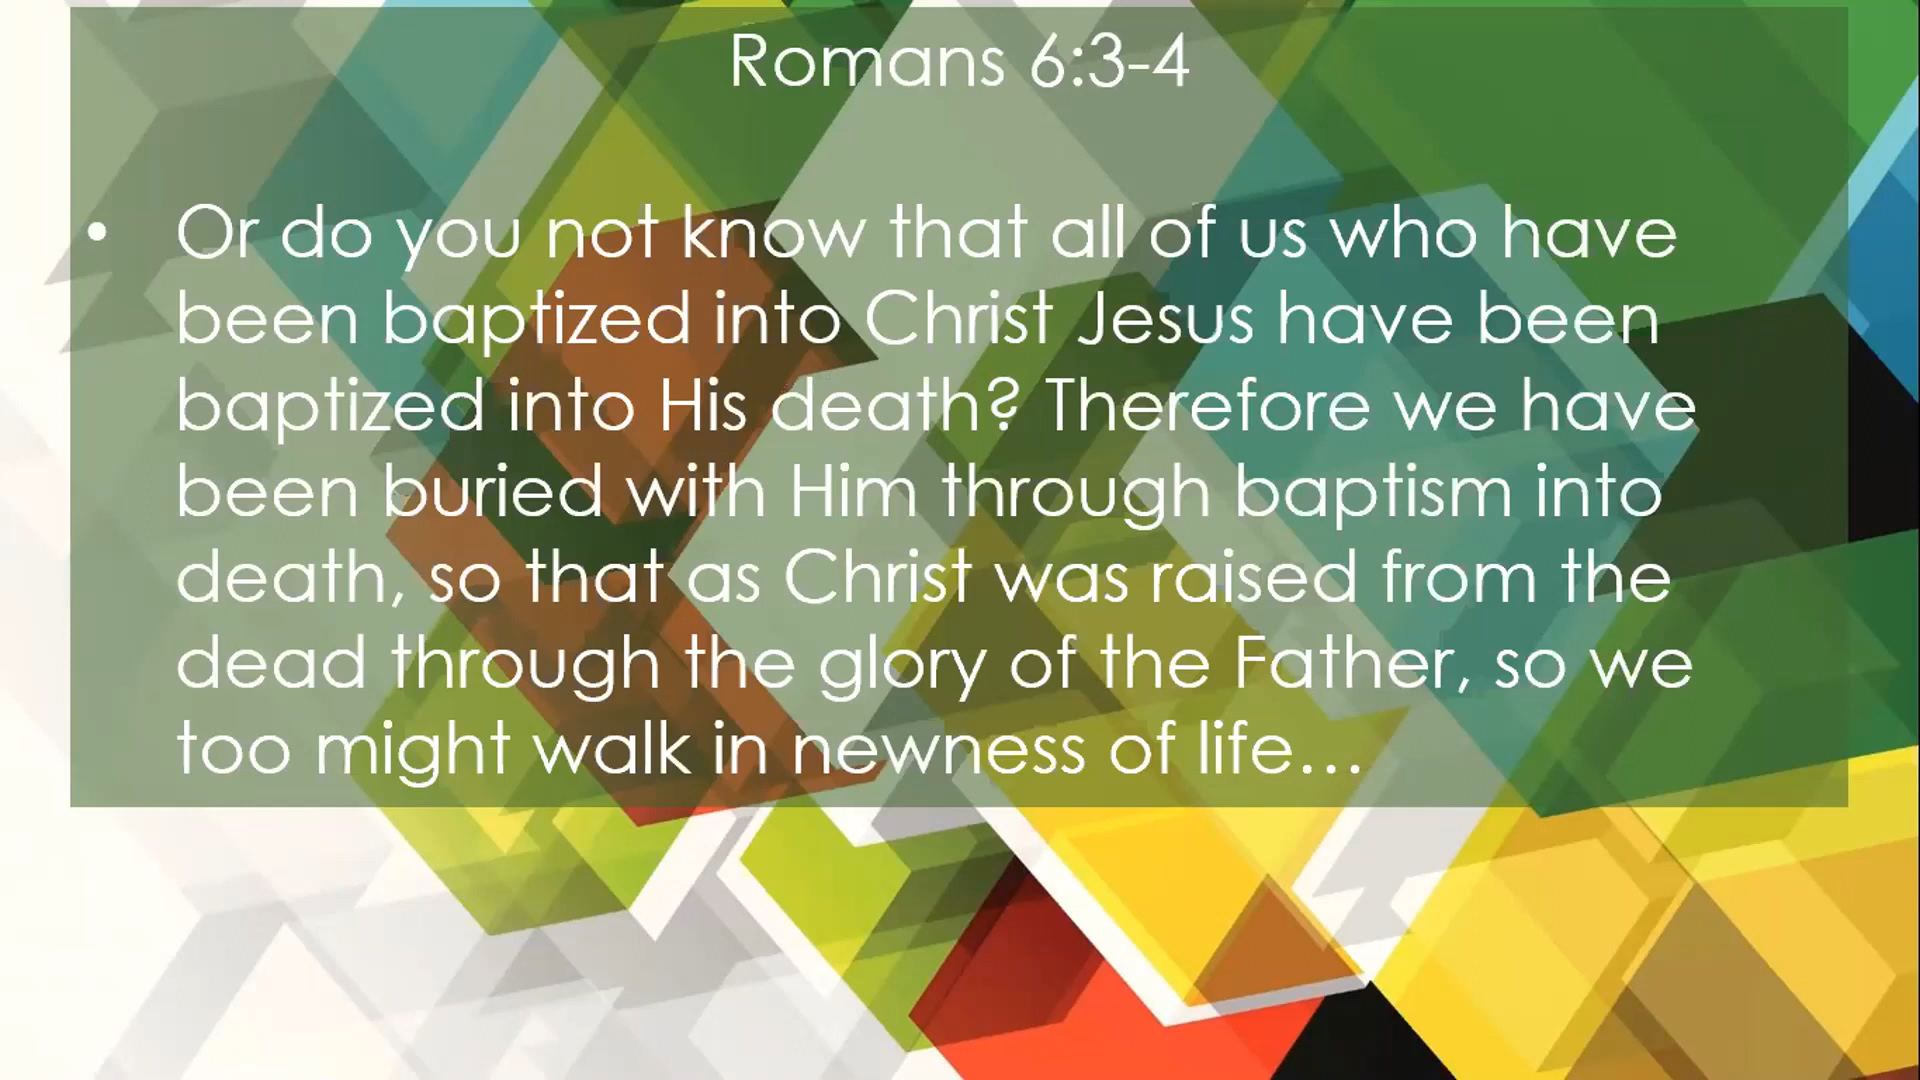 Romans 6:3-4
• Or do you not know that all of us who have
been baptized into Christ Jesus have been
baptized into His death? Therefore we have
been buried with Him through baptism into
death, so that as Christ was raised from the
dead through the glory of the Father, so we
too might walk in newness of life…